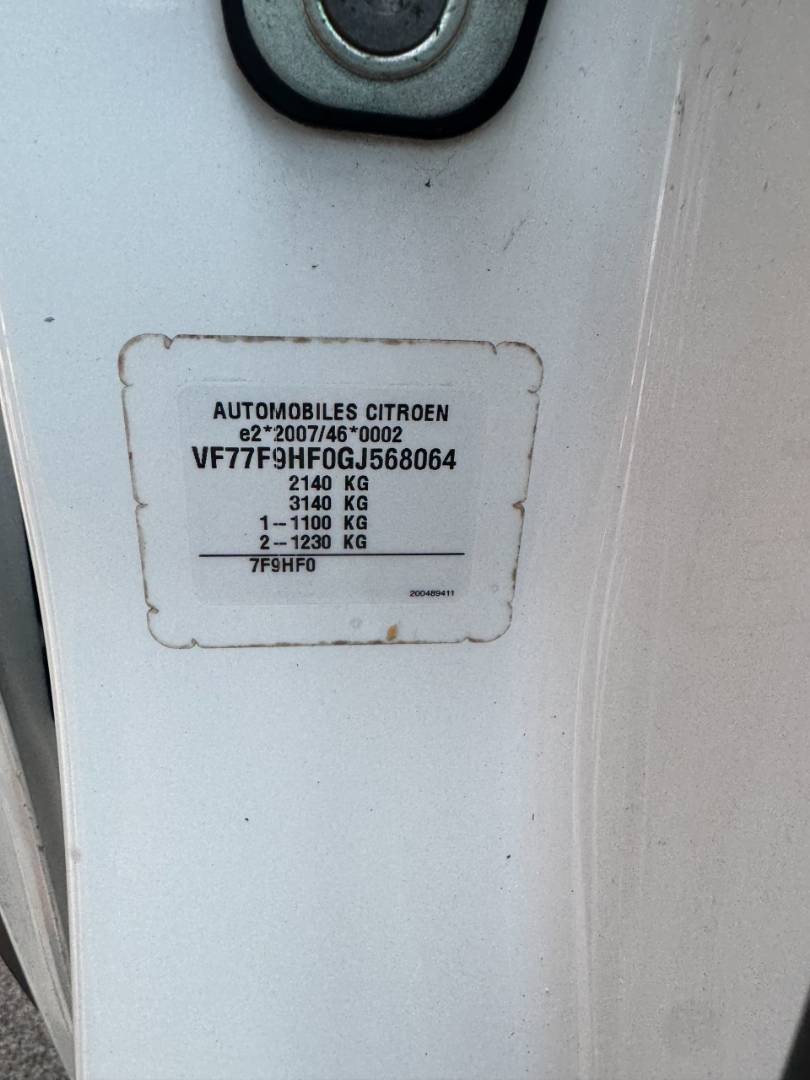 AUTOMOBILES CITROEN
e2*2007/46*0002
VF77F9HF0GJ568064
2140 KG
3140 KG
1--1100 KG
2--1230 KG
7F9HF0
200489411